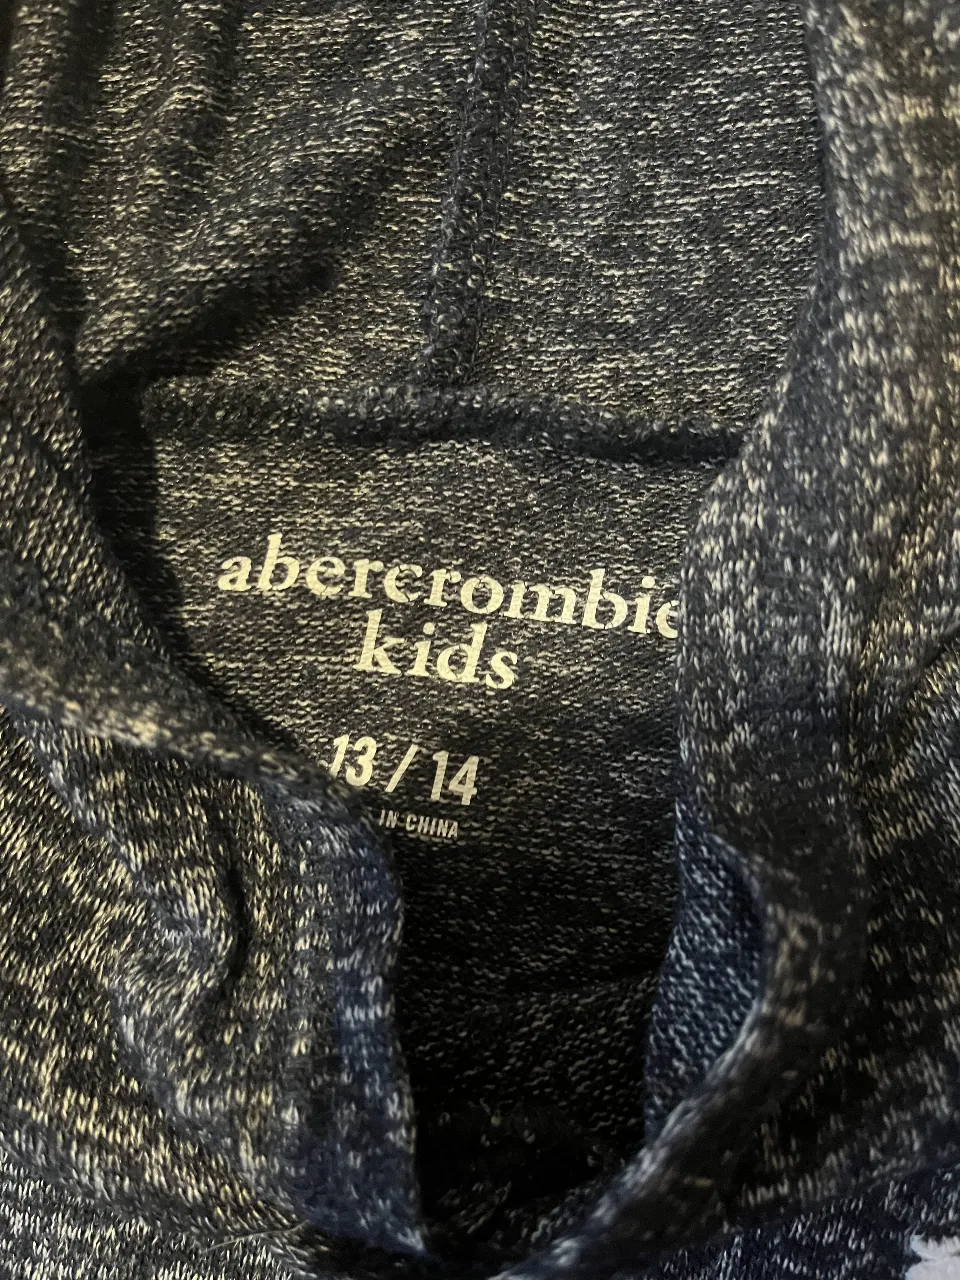 abercrombie
kids
13 / 14
IN CHINA